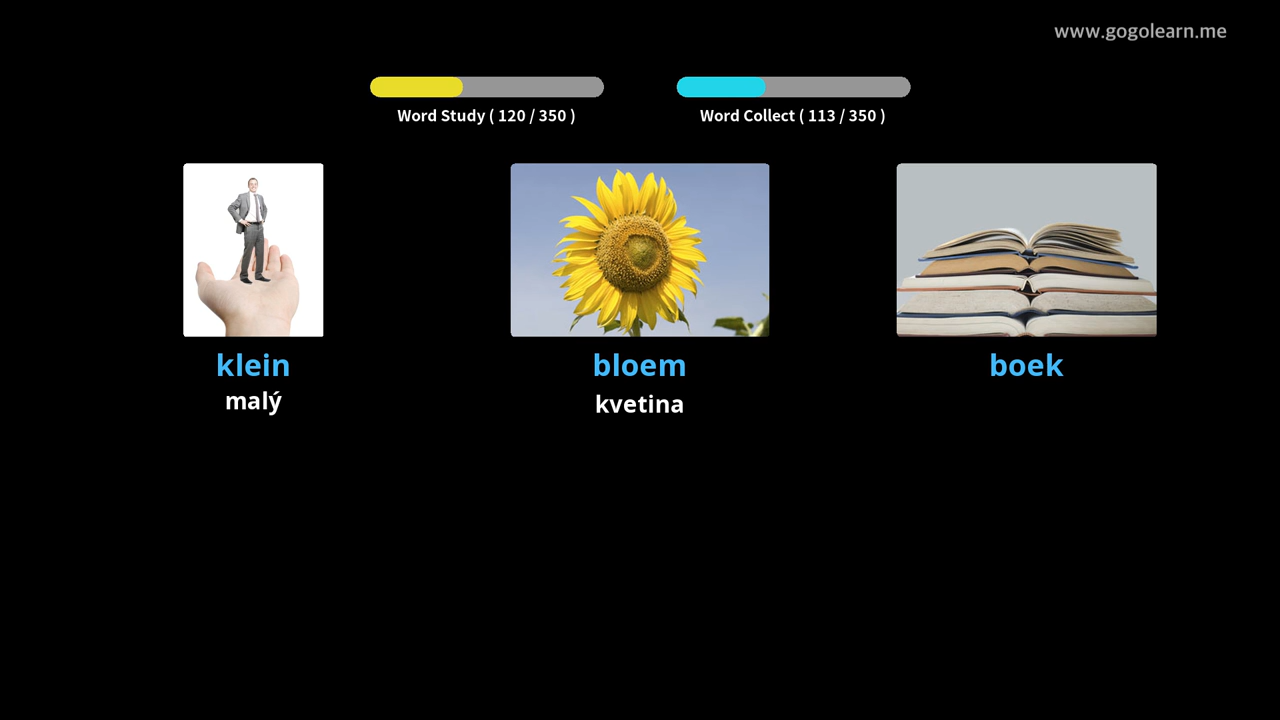 www.gogolearn.me
Word Study ( 120 / 350 )
Word Collect ( 113 / 350 )
klein
malý
bloem
kvetina
boek